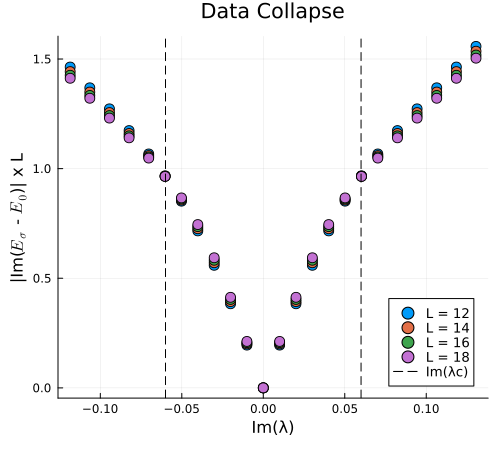 Data Collapse
|Im(E_σ - E_0)| x L
1.5
1.0
0.5
0.0
−0.10
−0.05
0.00
0.05
0.10
Im(λ)
L = 12
L = 14
L = 16
L = 18
Im(λc)